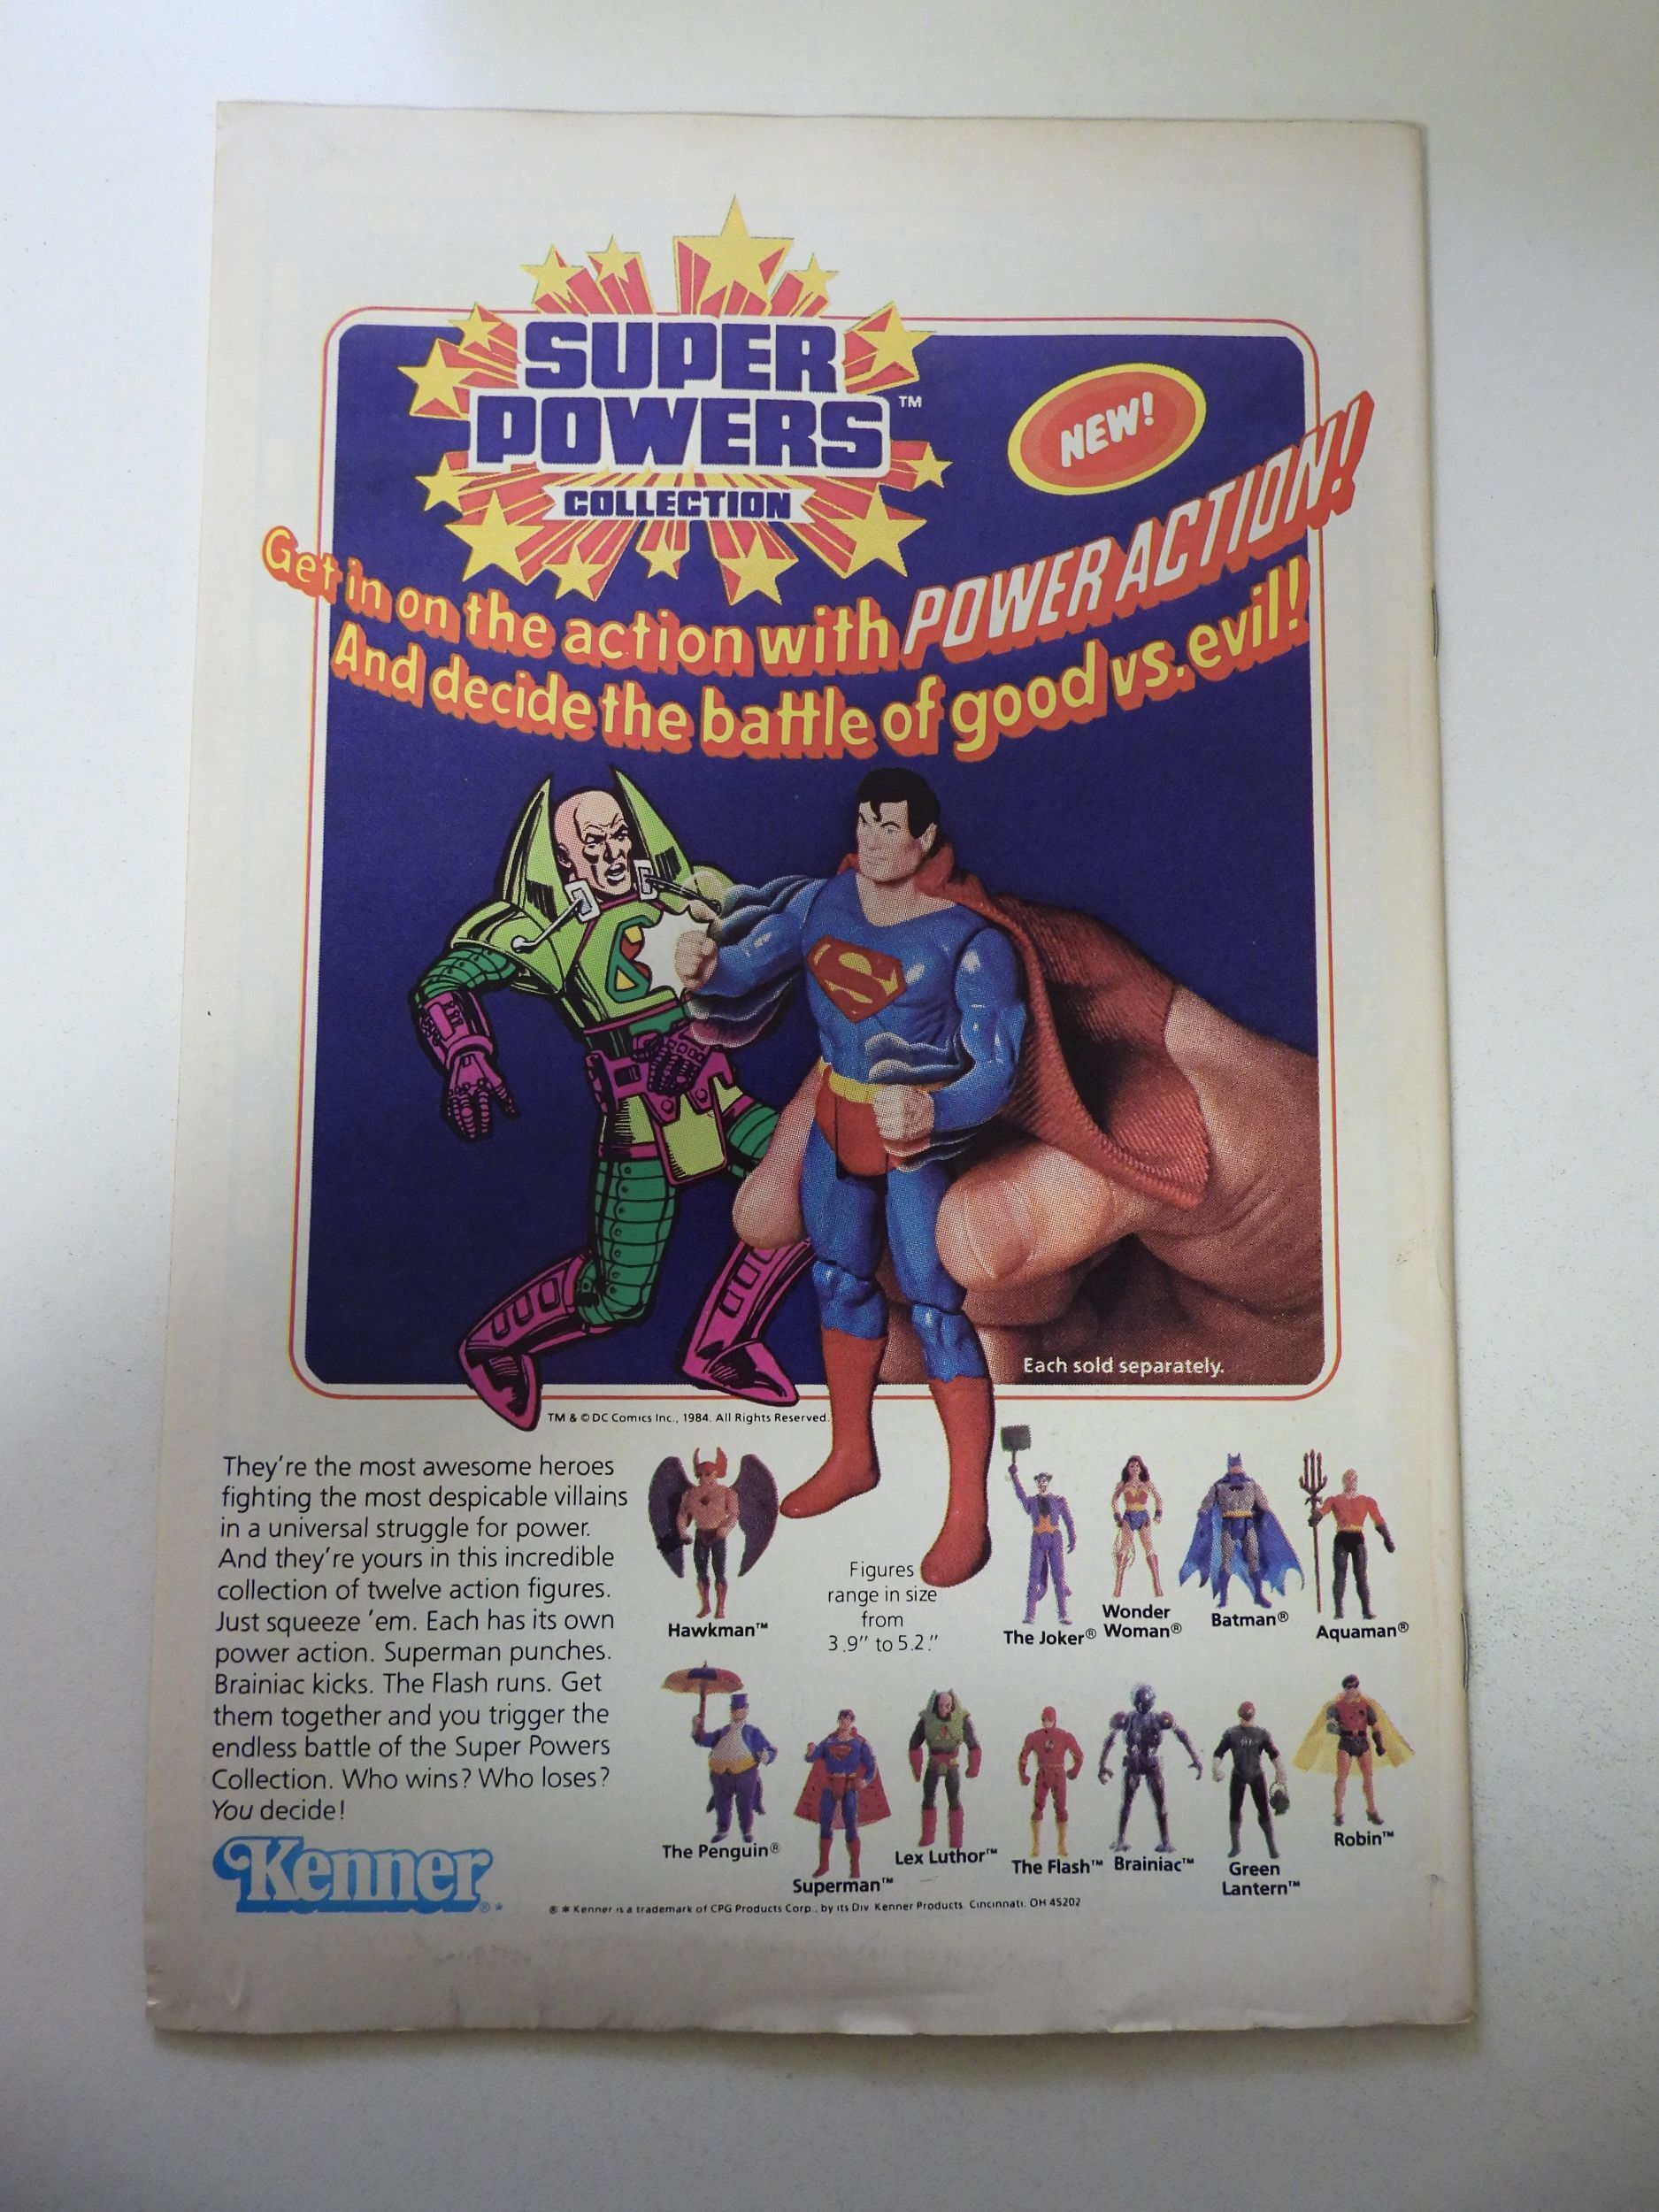 SUPER
POWERS™
COLLECTION
NEW!
Get in on the action with POWER ACTION!
And decide the battle of good vs. evil!
Each sold separately.
TM & © DC Comics Inc., 1984. All Rights Reserved.
They're the most awesome heroes
fighting the most despicable villains
in a universal struggle for power.
And they're yours in this incredible
collection of twelve action figures.
Just squeeze 'em. Each has its own
power action. Superman punches.
Brainiac kicks. The Flash runs. Get
them together and you trigger the
endless battle of the Super Powers
Collection. Who wins? Who loses?
You decide!
Kenner®*
Hawkman™
Figures
range in size
from
3.9" to 5.2."
The Joker®
Wonder
Woman®
Batman®
Aquaman®
The Penguin®
Superman™
Lex Luthor™
The Flash™
Brainiac™
Green
Lantern™
Robin™
® * Kenner is a trademark of CPG Products Corp., by its Div. Kenner Products, Cincinnati, OH 45202